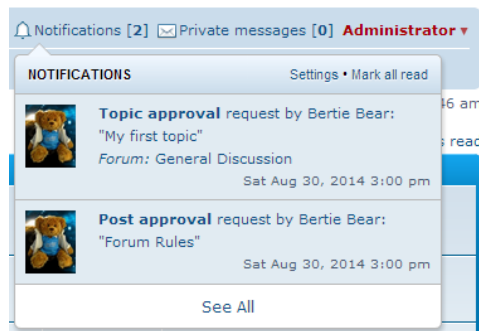 Notifications [2] Private messages [0] Administrator
NOTIFICATIONS Settings • Mark all read
46 am
Topic approval request by Bertie Bear:
"My first topic"
Forum: General Discussion
Sat Aug 30, 2014 3:00 pm
Post approval request by Bertie Bear:
"Forum Rules"
Sat Aug 30, 2014 3:00 pm
See All